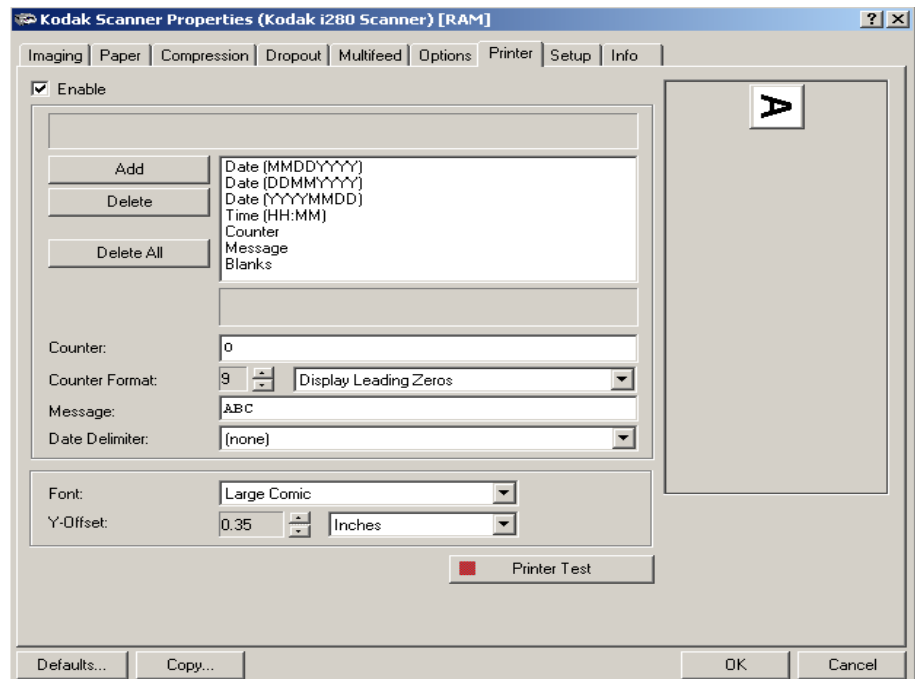 Kodak Scanner Properties (Kodak i280 Scanner) [RAM]
Imaging Paper Compression Dropout Multifeed Options Printer Setup Info
Enable
A
Add
Delete
Delete All
Date (MMDDYYYY)
Date (DDMMYYYY)
Date (YYYYMMDD)
Time (HH:MM)
Counter
Message
Blanks
Counter: 0
Counter Format: 9 Display Leading Zeros
Message: ABC
Date Delimiter: (none)
Font: Large Comic
Y-Offset: 0.35 Inches
Printer Test
Defaults... Copy... OK Cancel